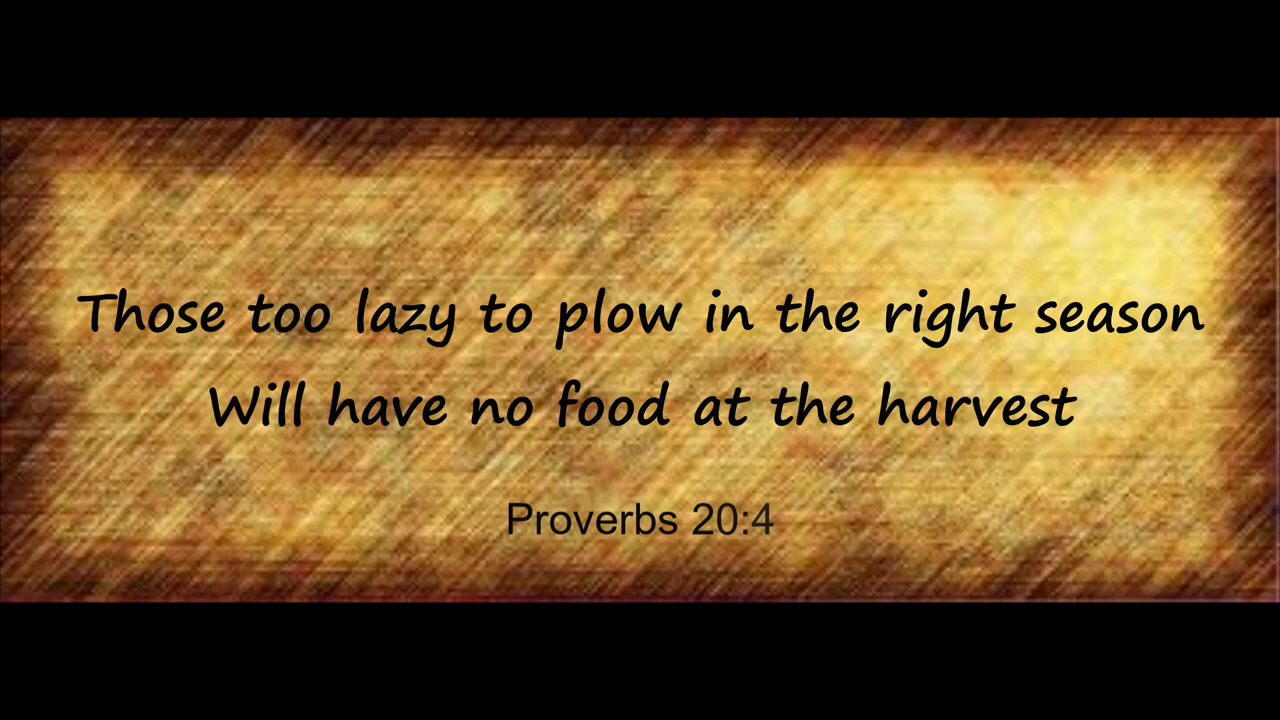 Those too lazy to plow in the right season
Will have no food at the harvest
Proverbs 20:4